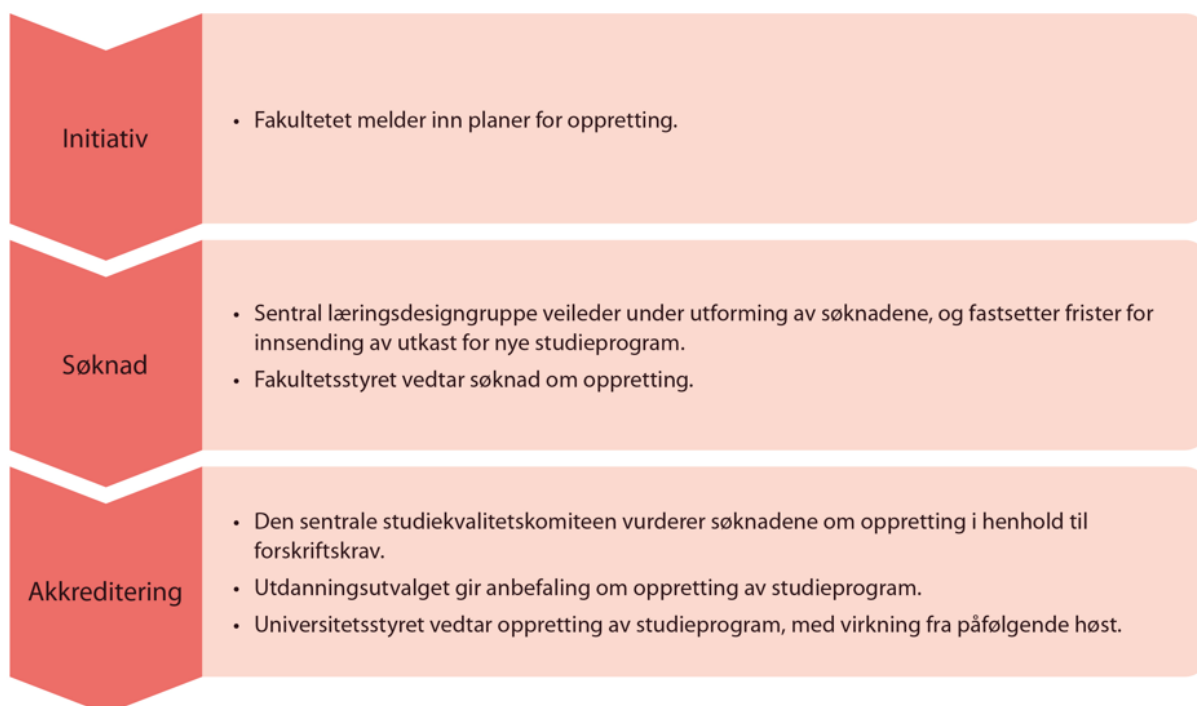 Initiativ
• Fakultetet melder inn planer for oppretting.
Søknad
• Sentral læringsdesigngruppe veileder under utforming av søknadene, og fastsetter frister for
innsending av utkast for nye studieprogram.
• Fakultetsstyret vedtar søknad om oppretting.
Akkreditering
• Den sentrale studiekvalitetskomiteen vurderer søknadene om oppretting i henhold til
forskriftskrav.
• Utdanningsutvalget gir anbefaling om oppretting av studieprogram.
• Universitetsstyret vedtar oppretting av studieprogram, med virkning fra påfølgende høst.